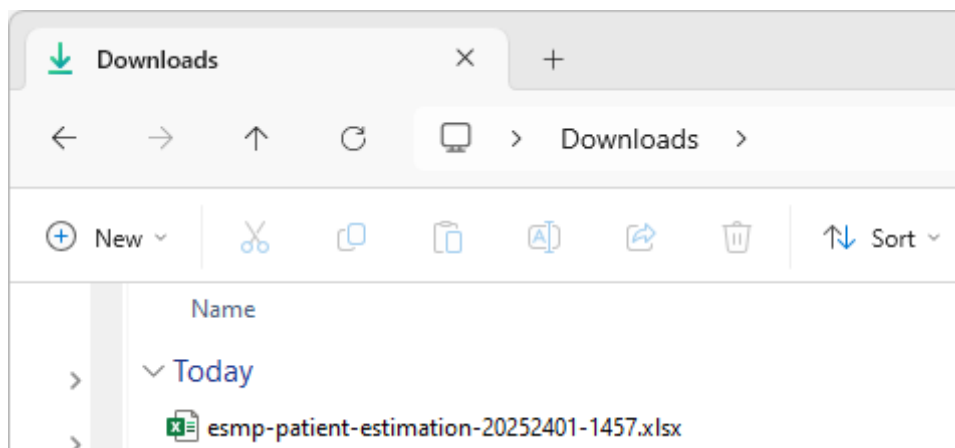 Downloads
Downloads
New
Sort
Name
Today
esmp-patient-estimation-20252401-1457.xlsx